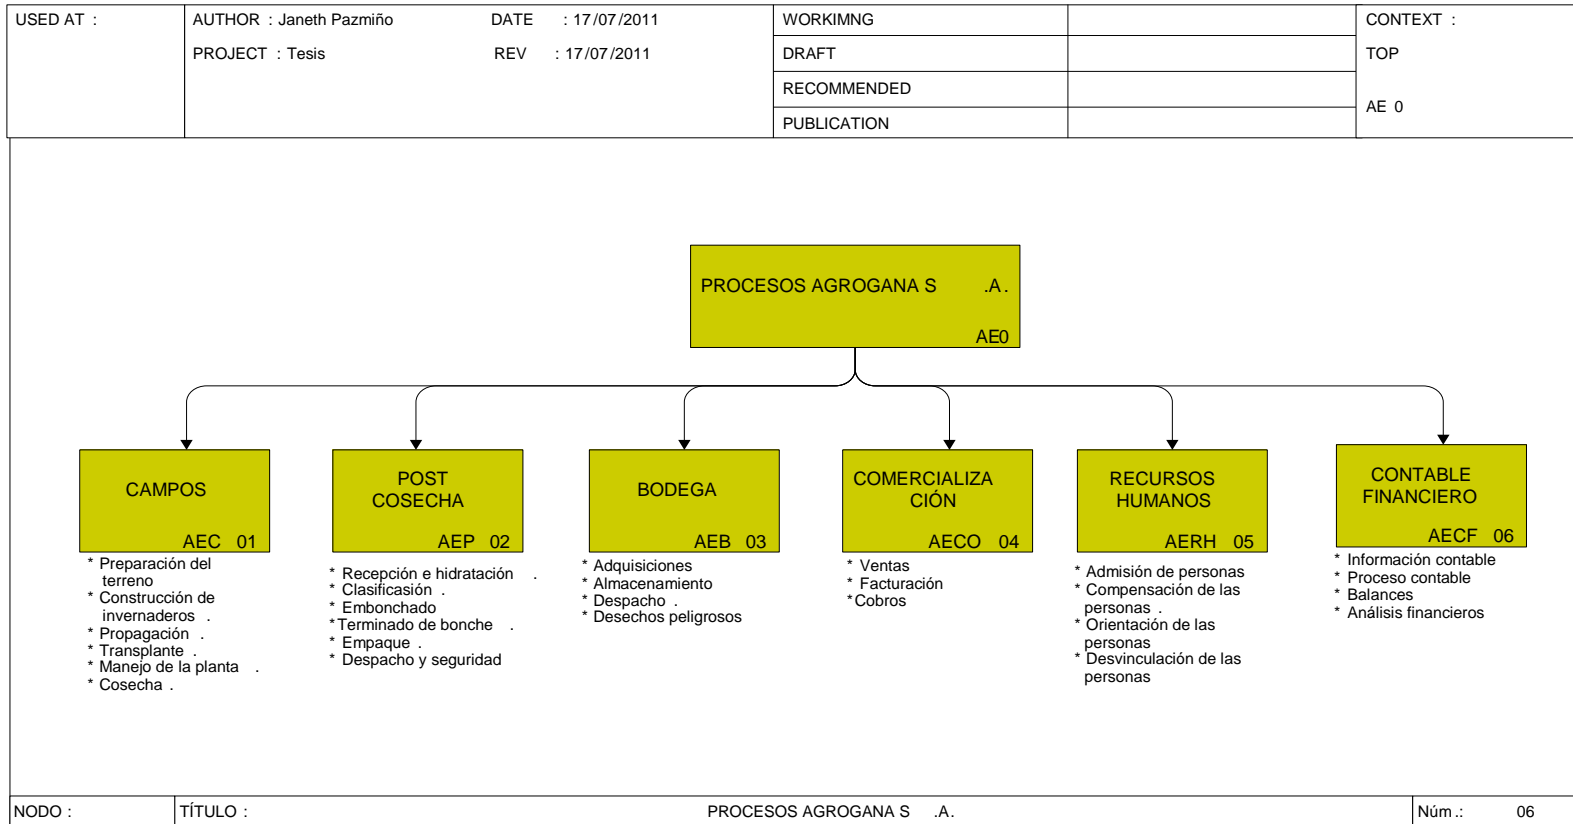 USED AT :
AUTHOR : Janeth Pazmiño
DATE : 17/07/2011
PROJECT : Tesis
REV : 17/07/2011
WORKIMNG
DRAFT
RECOMMENDED
PUBLICATION
CONTEXT :
TOP
AE 0
PROCESOS AGROGANA S .A.
AE0
CAMPOS
AEC 01
* Preparación del
terreno
* Construcción de
invernaderos .
* Propagación .
* Transplante .
* Manejo de la planta .
* Cosecha .
POST
COSECHA
AEP 02
* Recepción e hidratación .
* Clasificasión .
* Embonchado
*Terminado de bonche .
* Empaque .
* Despacho y seguridad
BODEGA
AEB 03
* Adquisiciones
* Almacenamiento
* Despacho .
* Desechos peligrosos
COMERCIALIZA
CIÓN
AECO 04
* Ventas
* Facturación
*Cobros
RECURSOS
HUMANOS
AERH 05
* Admisión de personas
* Compensación de las
personas .
* Orientación de las
personas
* Desvinculación de las
personas
CONTABLE
FINANCIERO
AECF 06
* Información contable
* Proceso contable
* Balances
* Análisis financieros
NODO :
TÍTULO :
PROCESOS AGROGANA S .A.
Núm.: 06